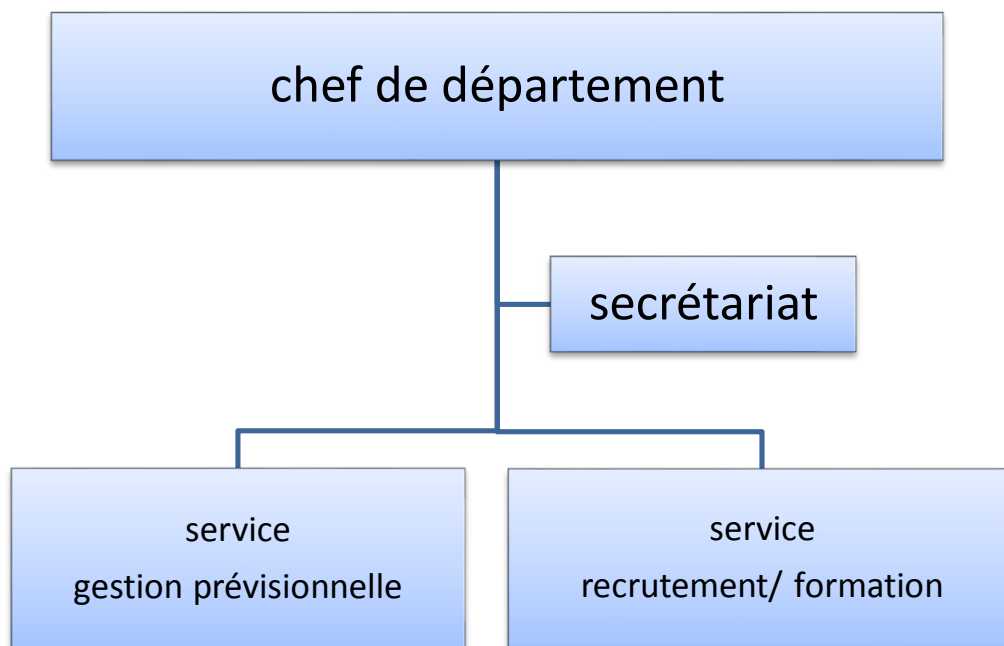 chef de département
secrétariat
service
gestion prévisionnelle
service
recrutement/ formation